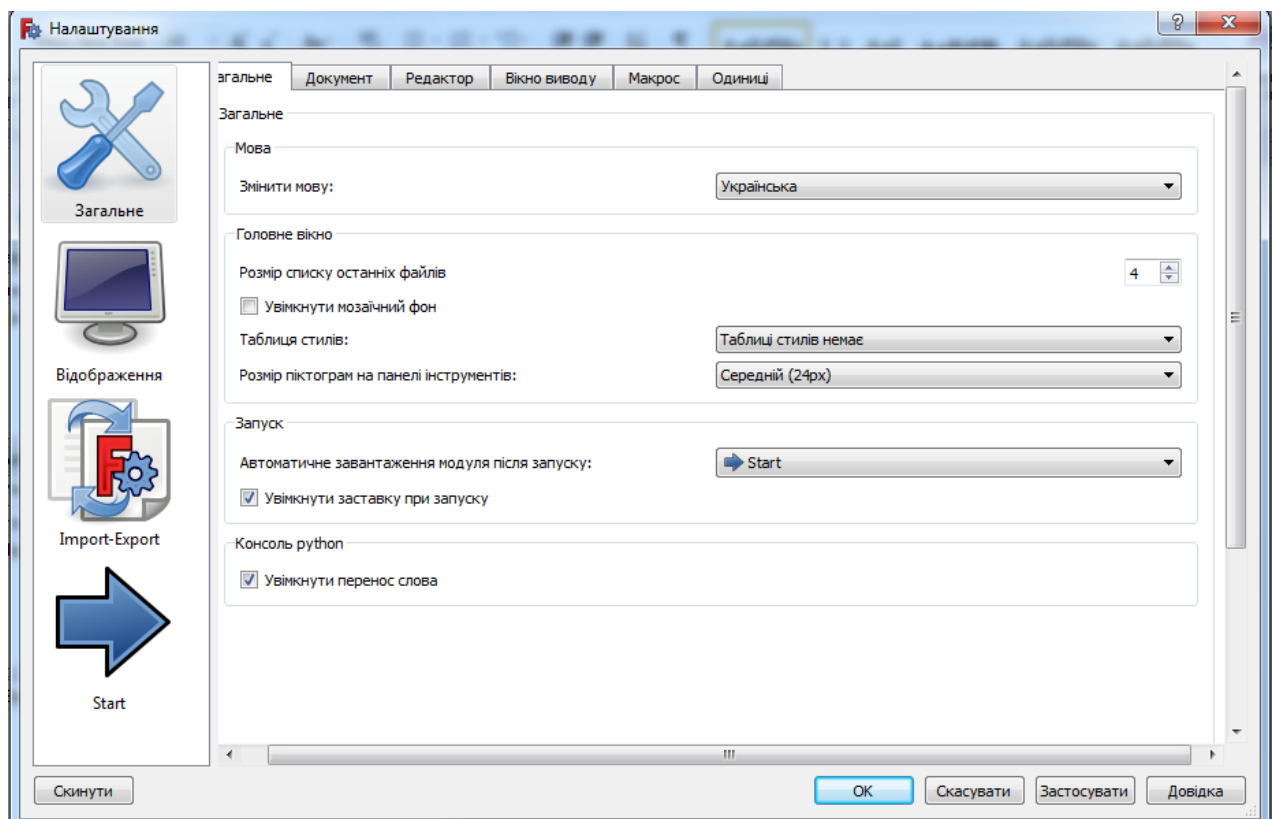 Налаштування
Загальне
Відображення
Import-Export
Start
агальне Документ Редактор Вікно виводу Макрос Одиниці
Загальне
Мова
Змінити мову: Українська
Головне вікно
Розмір списку останніх файлів 4
Увімкнути мозаїчний фон
Таблиця стилів: Таблиці стилів немає
Розмір піктограм на панелі інструментів: Середній (24px)
Запуск
Автоматичне завантаження модуля після запуску: Start
Увімкнути заставку при запуску
Консоль python
Увімкнути перенос слова
Скинути OK Скасувати Застосувати Довідка